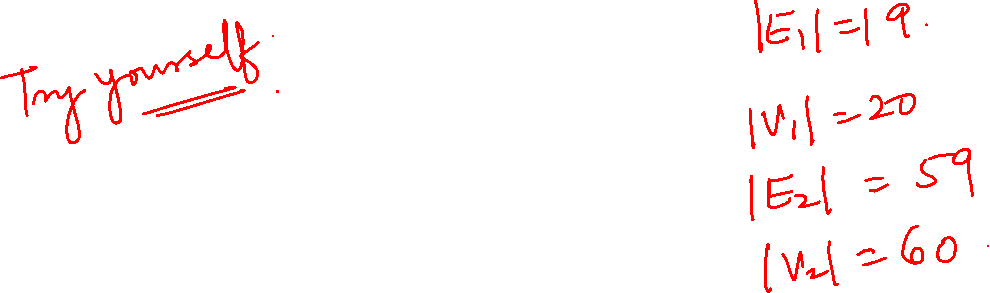 Try yourself.
|E₁| = 19.
|V₁| = 20
|E₂| = 59
|V₂| = 60.